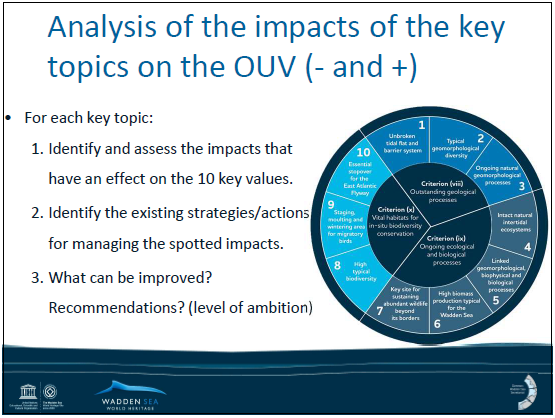 Analysis of the impacts of the key
topics on the OUV (- and +)
• For each key topic:
1. Identify and assess the impacts that
have an effect on the 10 key values.
2. Identify the existing strategies/actions
for managing the spotted impacts.
3. What can be improved?
Recommendations? (level of ambition)
1
Unbroken
tidal flat and
barrier system
2
Typical
geomorphological
diversity
Ongoing natural
geomorphological
processes
3
Intact natural
intertidal
ecosystems
4
Linked
geomorphological,
biophysical and
biological
processes
5
High biomass
production typical
for the
Wadden Sea
6
Key site for
sustaining
abundant wildlife
beyond
its borders
7
8
High
typical
biodiversity
9
Staging,
moulting and
wintering area
for migratory
birds
10
Essential
stopover
for the
East Atlantic
Flyway
Criterion (viii)
Outstanding geological
processes
Criterion (x)
Vital habitats for
in-situ biodiversity
conservation
Criterion (ix)
Ongoing ecological
and biological
processes
WADDEN SEA
WORLD HERITAGE